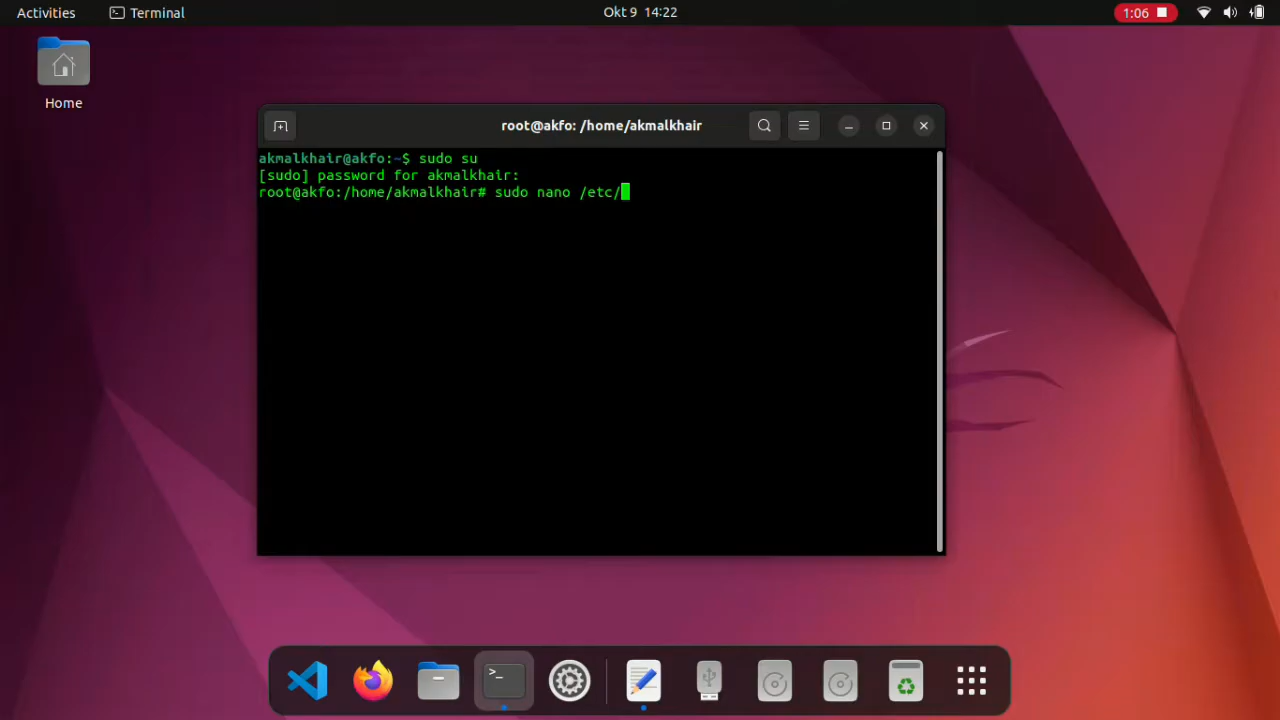 Activities
Terminal
Okt 9 14:22
1:06
Home
root@akfo: /home/akmalkhair
akmalkhair@akfo:~$ sudo su
[sudo] password for akmalkhair:
root@akfo:/home/akmalkhair# sudo nano /etc/
>_